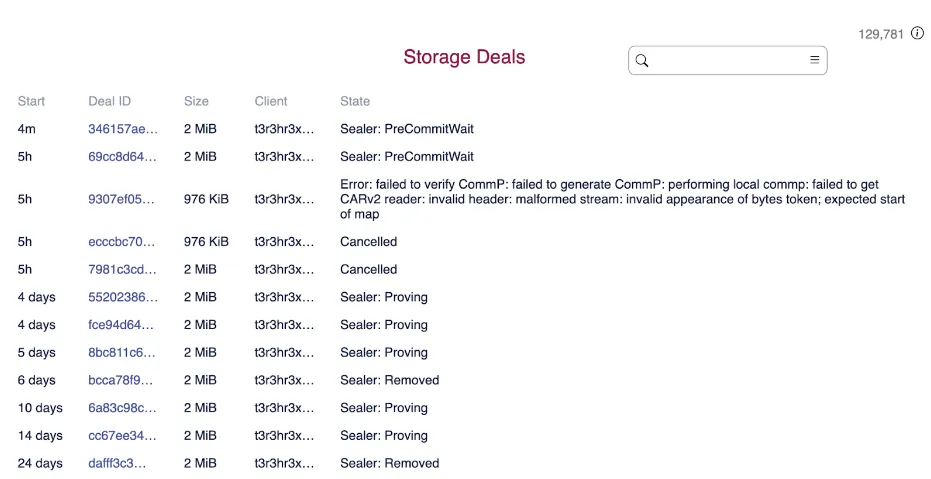 129,781
Storage Deals
Start Deal ID Size Client State
4m 346157ae… 2 MiB t3r3hr3x… Sealer: PreCommitWait
5h 69cc8d64… 2 MiB t3r3hr3x… Sealer: PreCommitWait
5h 9307ef05… 976 KiB t3r3hr3x… Error: failed to verify CommP: failed to generate CommP: performing local commp: failed to get
CARv2 reader: invalid header: malformed stream: invalid appearance of bytes token; expected start
of map
5h ecccbc70… 976 KiB t3r3hr3x… Cancelled
5h 7981c3cd… 2 MiB t3r3hr3x… Cancelled
4 days 55202386… 2 MiB t3r3hr3x… Sealer: Proving
4 days fce94d64… 2 MiB t3r3hr3x… Sealer: Proving
5 days 8bc811c6… 2 MiB t3r3hr3x… Sealer: Proving
6 days bcca78f9… 2 MiB t3r3hr3x… Sealer: Removed
10 days 6a83c98c… 2 MiB t3r3hr3x… Sealer: Proving
14 days cc67ee34… 2 MiB t3r3hr3x… Sealer: Proving
24 days dafff3c3… 2 MiB t3r3hr3x… Sealer: Removed